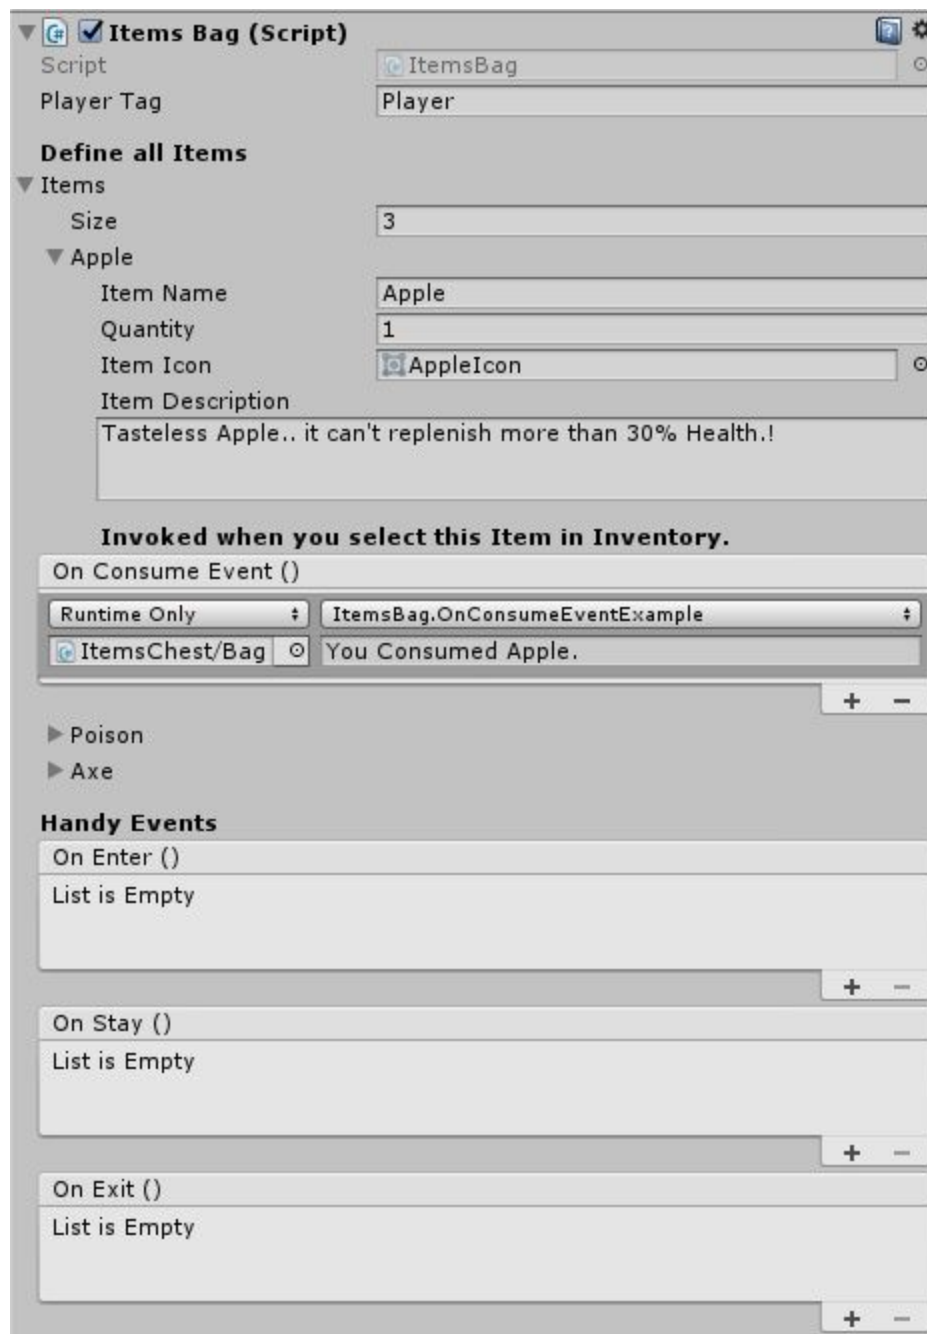 Items Bag (Script)
Script ItemsBag
Player Tag Player
Define all Items
Items
Size 3
Apple
Item Name Apple
Quantity 1
Item Icon AppleIcon
Item Description
Tasteless Apple.. it can't replenish more than 30% Health.!
Invoked when you select this Item in Inventory.
On Consume Event ()
Runtime Only ItemsBag.OnConsumeEventExample
ItemsChest/Bag You Consumed Apple.
+ −
Poison
Axe
Handy Events
On Enter ()
List is Empty
+ −
On Stay ()
List is Empty
+ −
On Exit ()
List is Empty
+ −